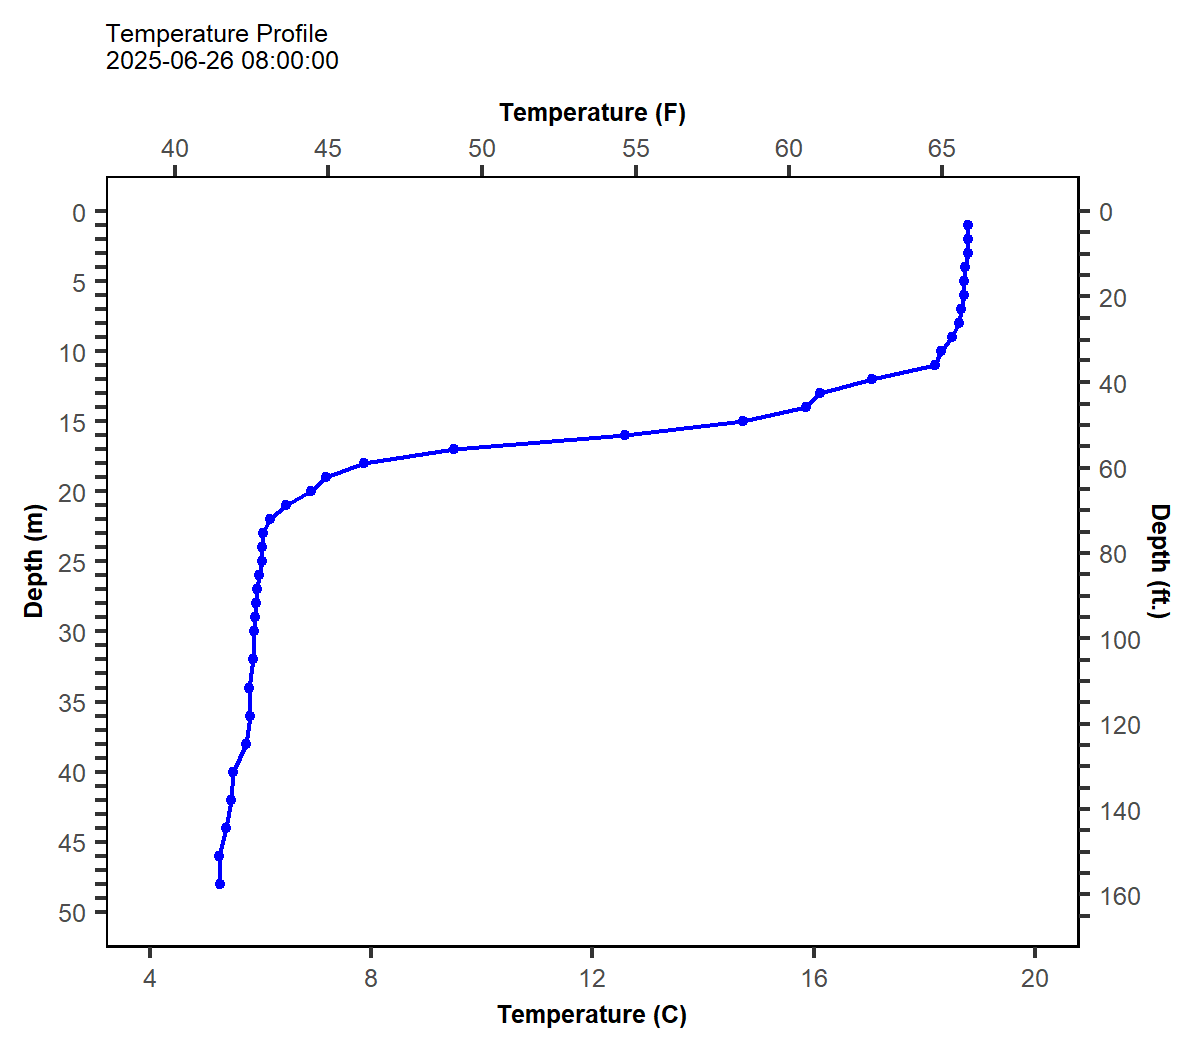 Temperature Profile
2025-06-26 08:00:00
Temperature (F)
40 45 50 55 60 65
0 5 10 15 20 25 30 35 40 45 50
Depth (m)
0 20 40 60 80 100 120 140 160
Depth (ft.)
4 8 12 16 20
Temperature (C)